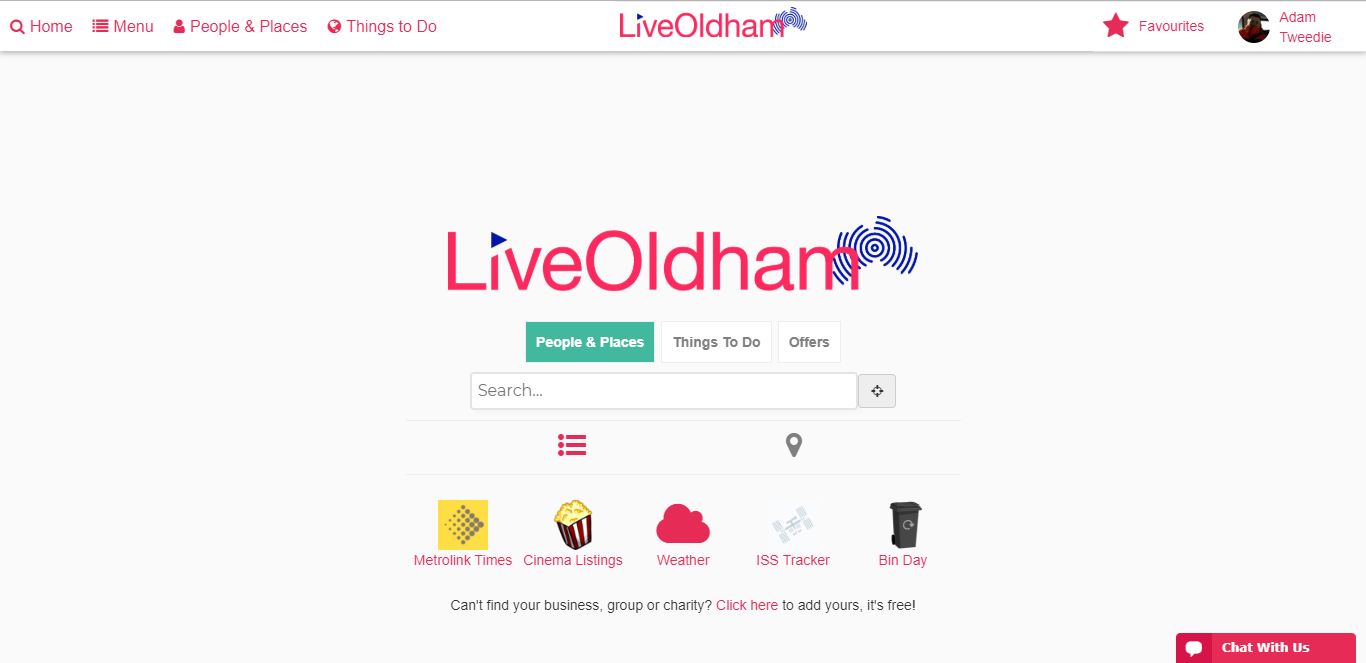 Home Menu People & Places Things to Do LiveOldham Favourites Adam
Tweedie
LiveOldham
People & Places Things To Do Offers
Search...
Metrolink Times Cinema Listings Weather ISS Tracker Bin Day
Can't find your business, group or charity? Click here to add yours, it's free!
Chat With Us